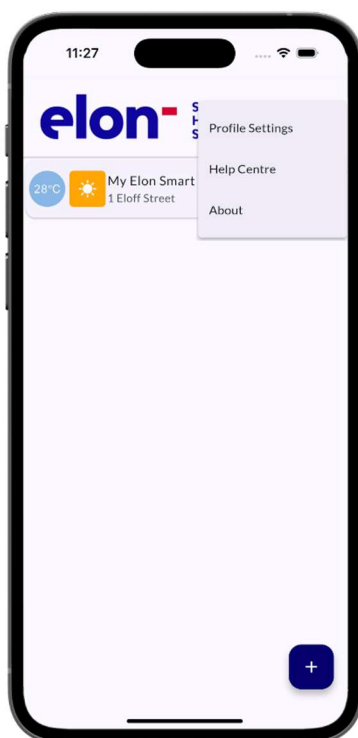 11:27
elon
S
H
S
Profile Settings
Help Centre
About
28°C
My Elon Smart
1 Eloff Street
+